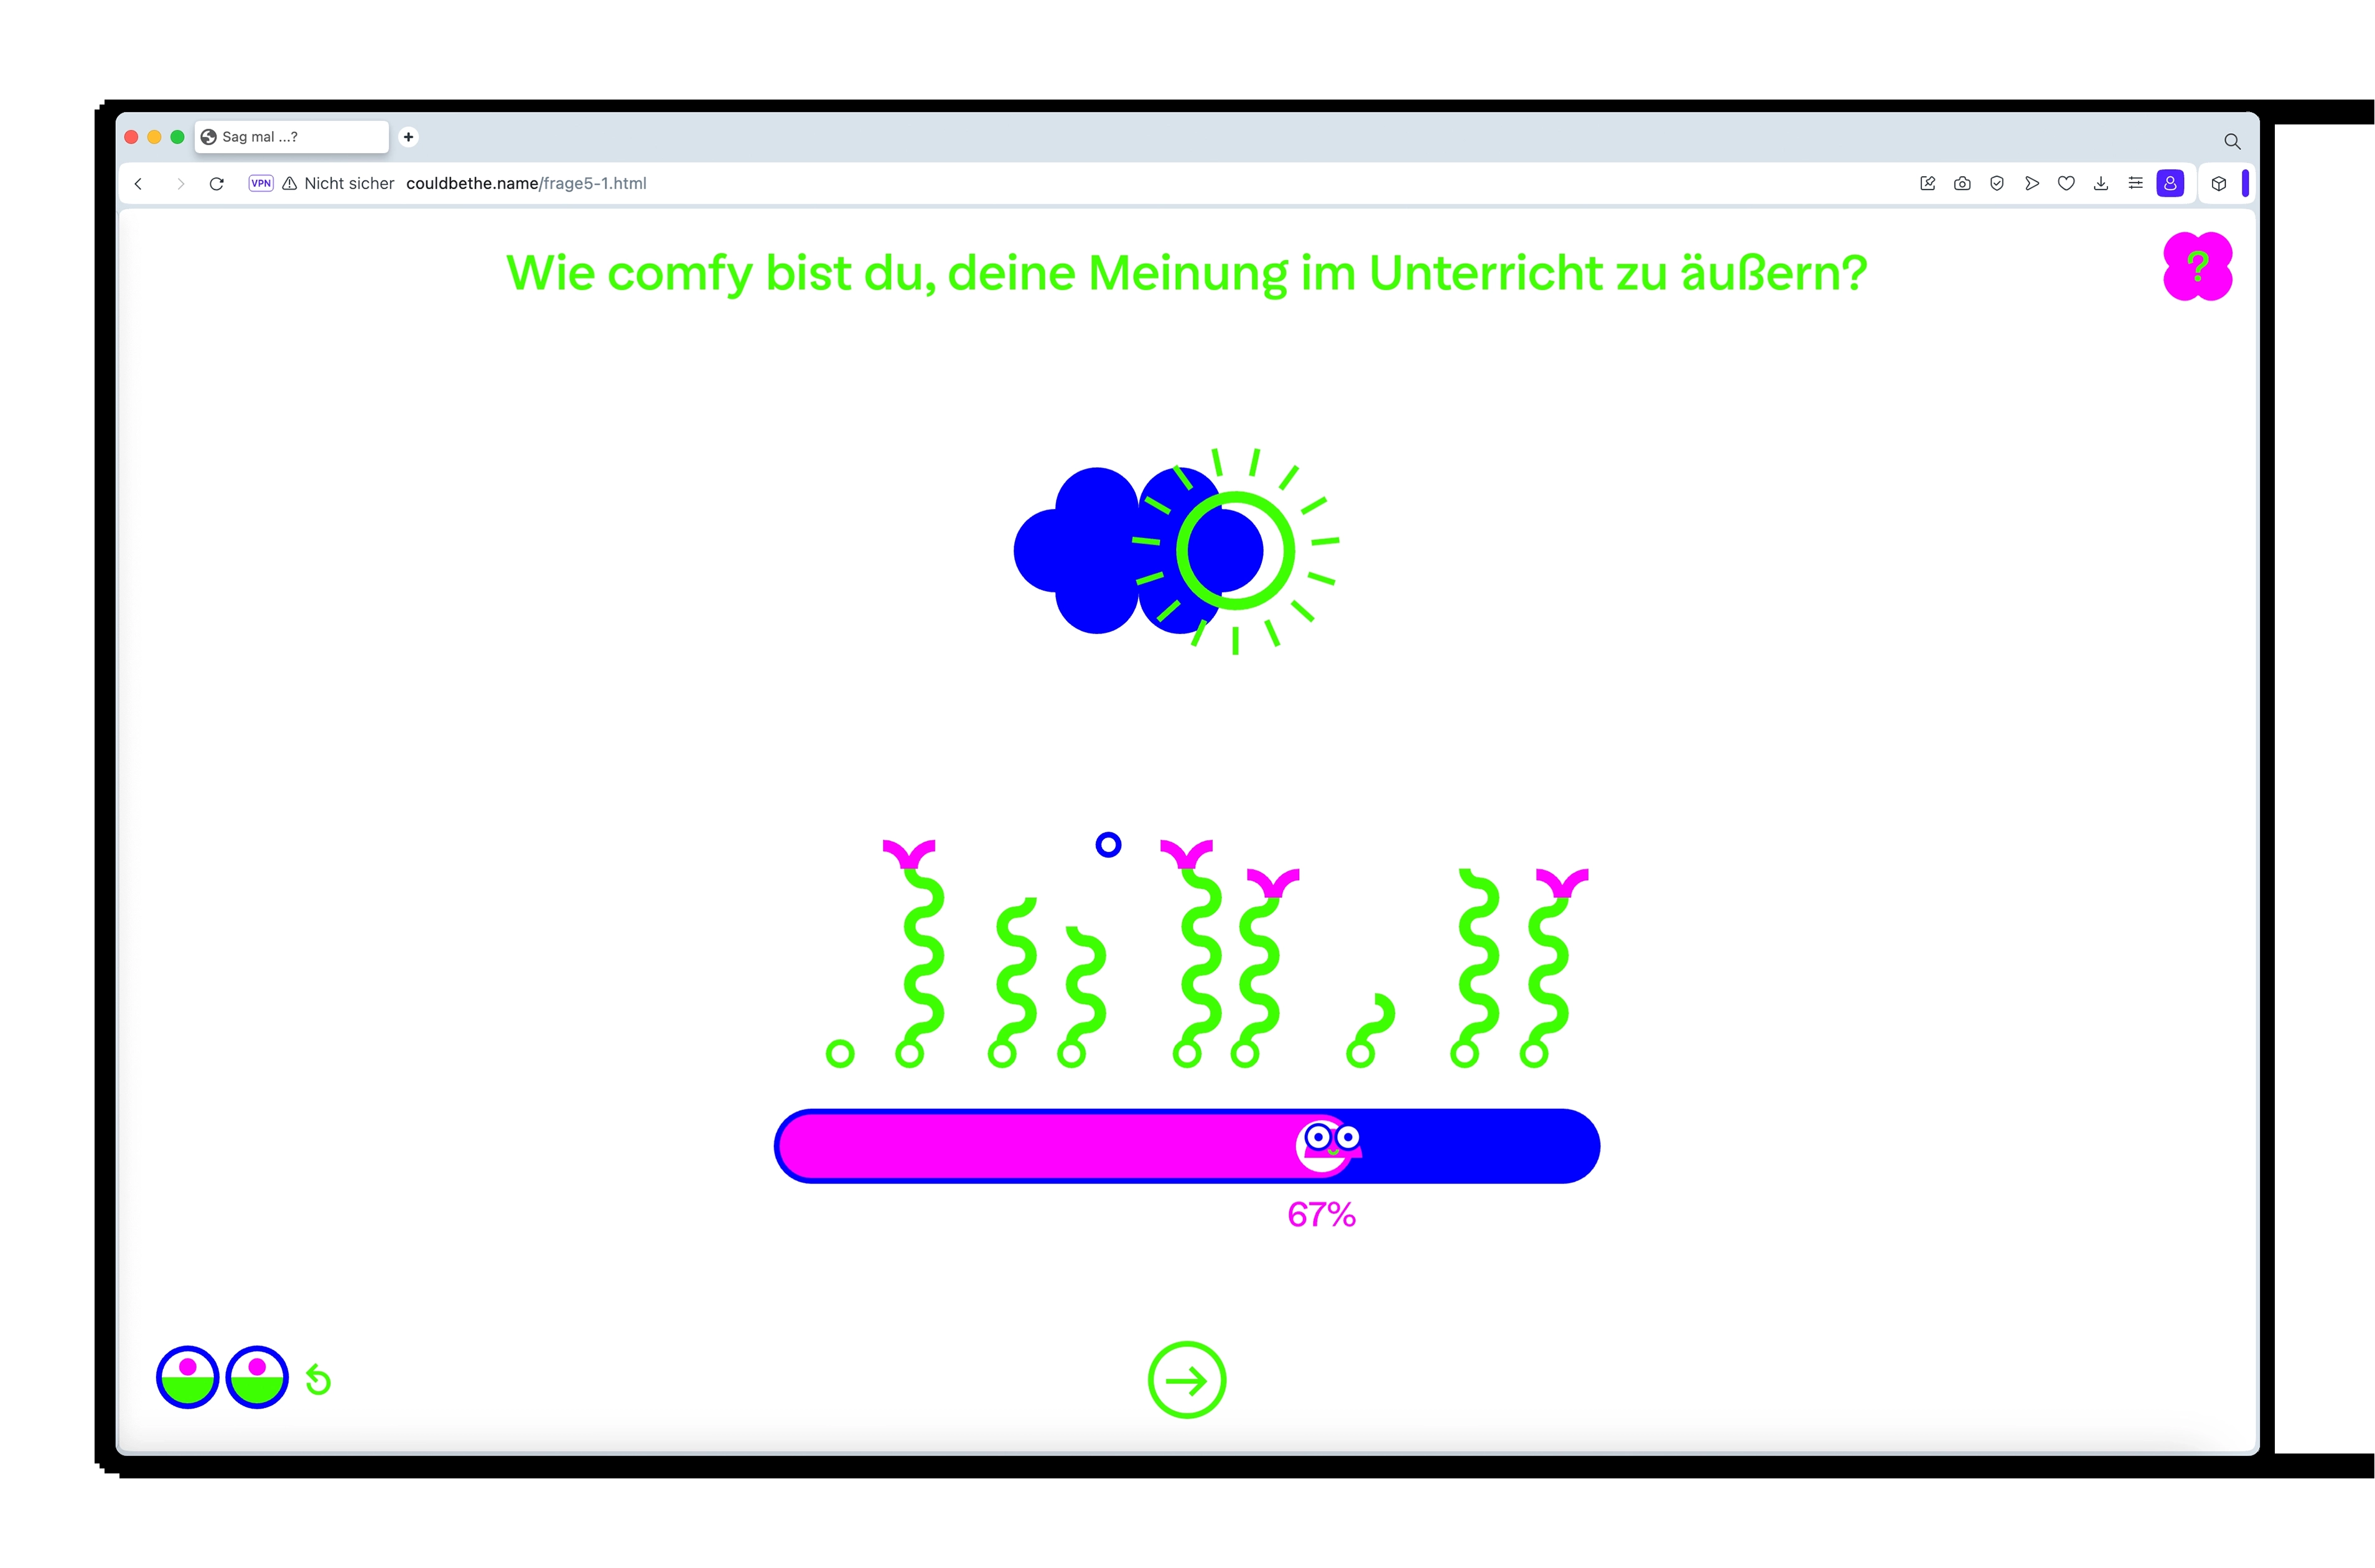 Sag mal ...?
VPN Nicht sicher couldbethe.name/frage5-1.html
Wie comfy bist du, deine Meinung im Unterricht zu äußern?
?
67%